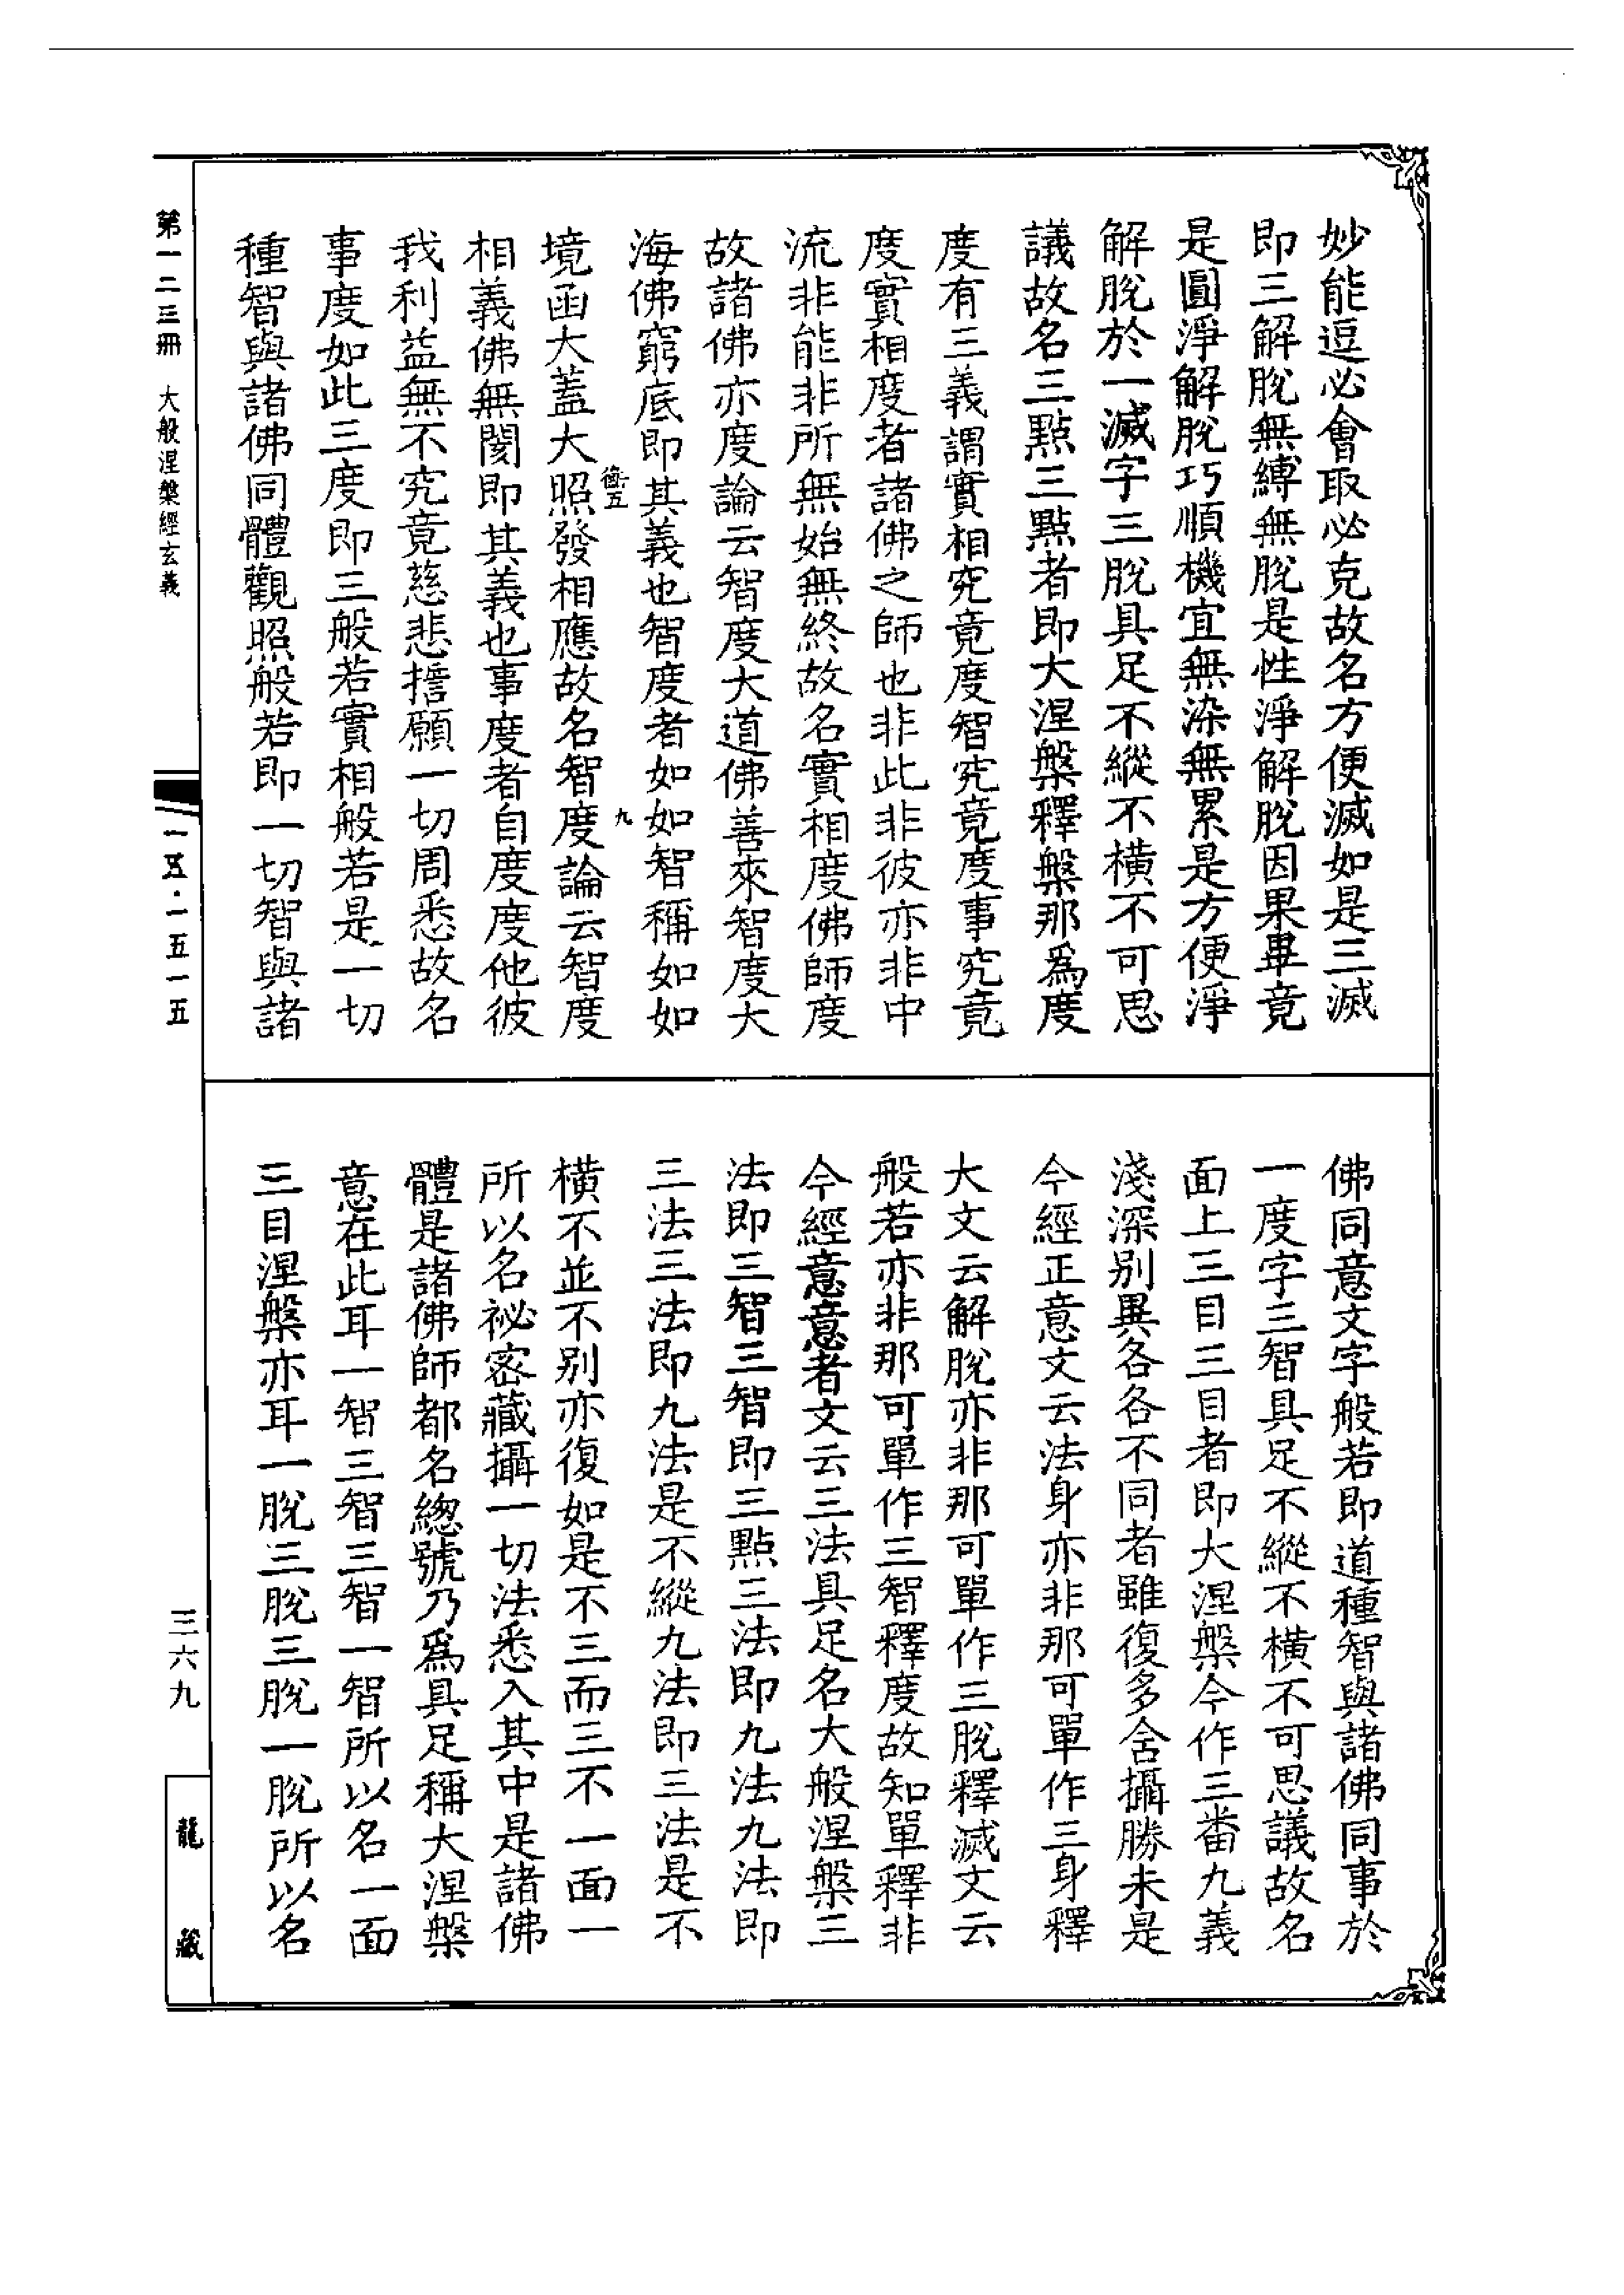 妙能逗必會取必克故名方便滅如是三滅
即三解脫無縛無脫是性淨解脫因果畢竟
是圓淨解脫巧順機宜無染無累是方便淨
解脫於一滅字三脫具足不縱不橫不可思
議故名三點三點者即大涅槃釋槃那爲度
度有三義謂實相究竟度智究竟度事究竟
度實相度者諸佛之師也非此非彼亦非中
流非能非所無始無終故名實相度佛師度
故諸佛亦度論云智度大道佛善來智度大
海佛窮底即其義也智度者如如智稱如如
境函大蓋大照發相應故名智度論云智度
相義佛無閡即其義也事度者自度度他彼
我利益無不究竟慈悲誓願一切周悉故名
事度如此三度即三般若實相般若是一切
種智與諸佛同體觀照般若即一切智與諸
佛同意文字般若即道種智與諸佛同事於
一度字三智具足不縱不橫不可思議故名
面上三目三目者即大涅槃今作三番九義
淺深別異各各不同者雖復多含攝勝未是
今經正意文云法身亦非那可單作三身釋
大文云解脫亦非那可單作三脫釋滅文云
般若亦非那可單作三智釋度故知單釋非
今經意意者文云三法具足名大般涅槃三
法即三智三智即三點三法即九法九法即
三法三法即九法是不縱九法即三法是不
橫不並不別亦復如是不三而三不一面一
所以名祕密藏攝一切法悉入其中是諸佛
體是諸佛師都名總號乃爲具足稱大涅槃
意在此耳一智三智三智一智所以名一面
三目涅槃亦耳一脫三脫三脫一脫所以名
衡五
九
第一二三冊 大般涅槃經玄義
一五·一五一五
三六九
龍藏